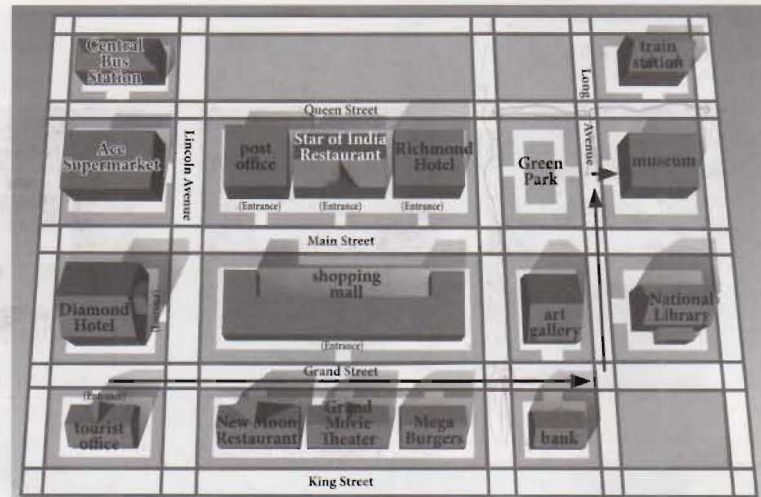 Central
Bus
Station
train
station
Long
Avenue
Queen Street
Lincoln Avenue
Ace
Supermarket
post
office
Star of India
Restaurant
Richmond
Hotel
Green
Park
museum
(Entrance)
(Entrance)
(Entrance)
Main Street
Diamond
Hotel
(Entrance)
shopping
mall
(Entrance)
art
gallery
National
Library
Grand Street
(Entrance)
tourist
office
New Moon
Restaurant
Grand
Movie
Theater
Mega
Burgers
bank
King Street